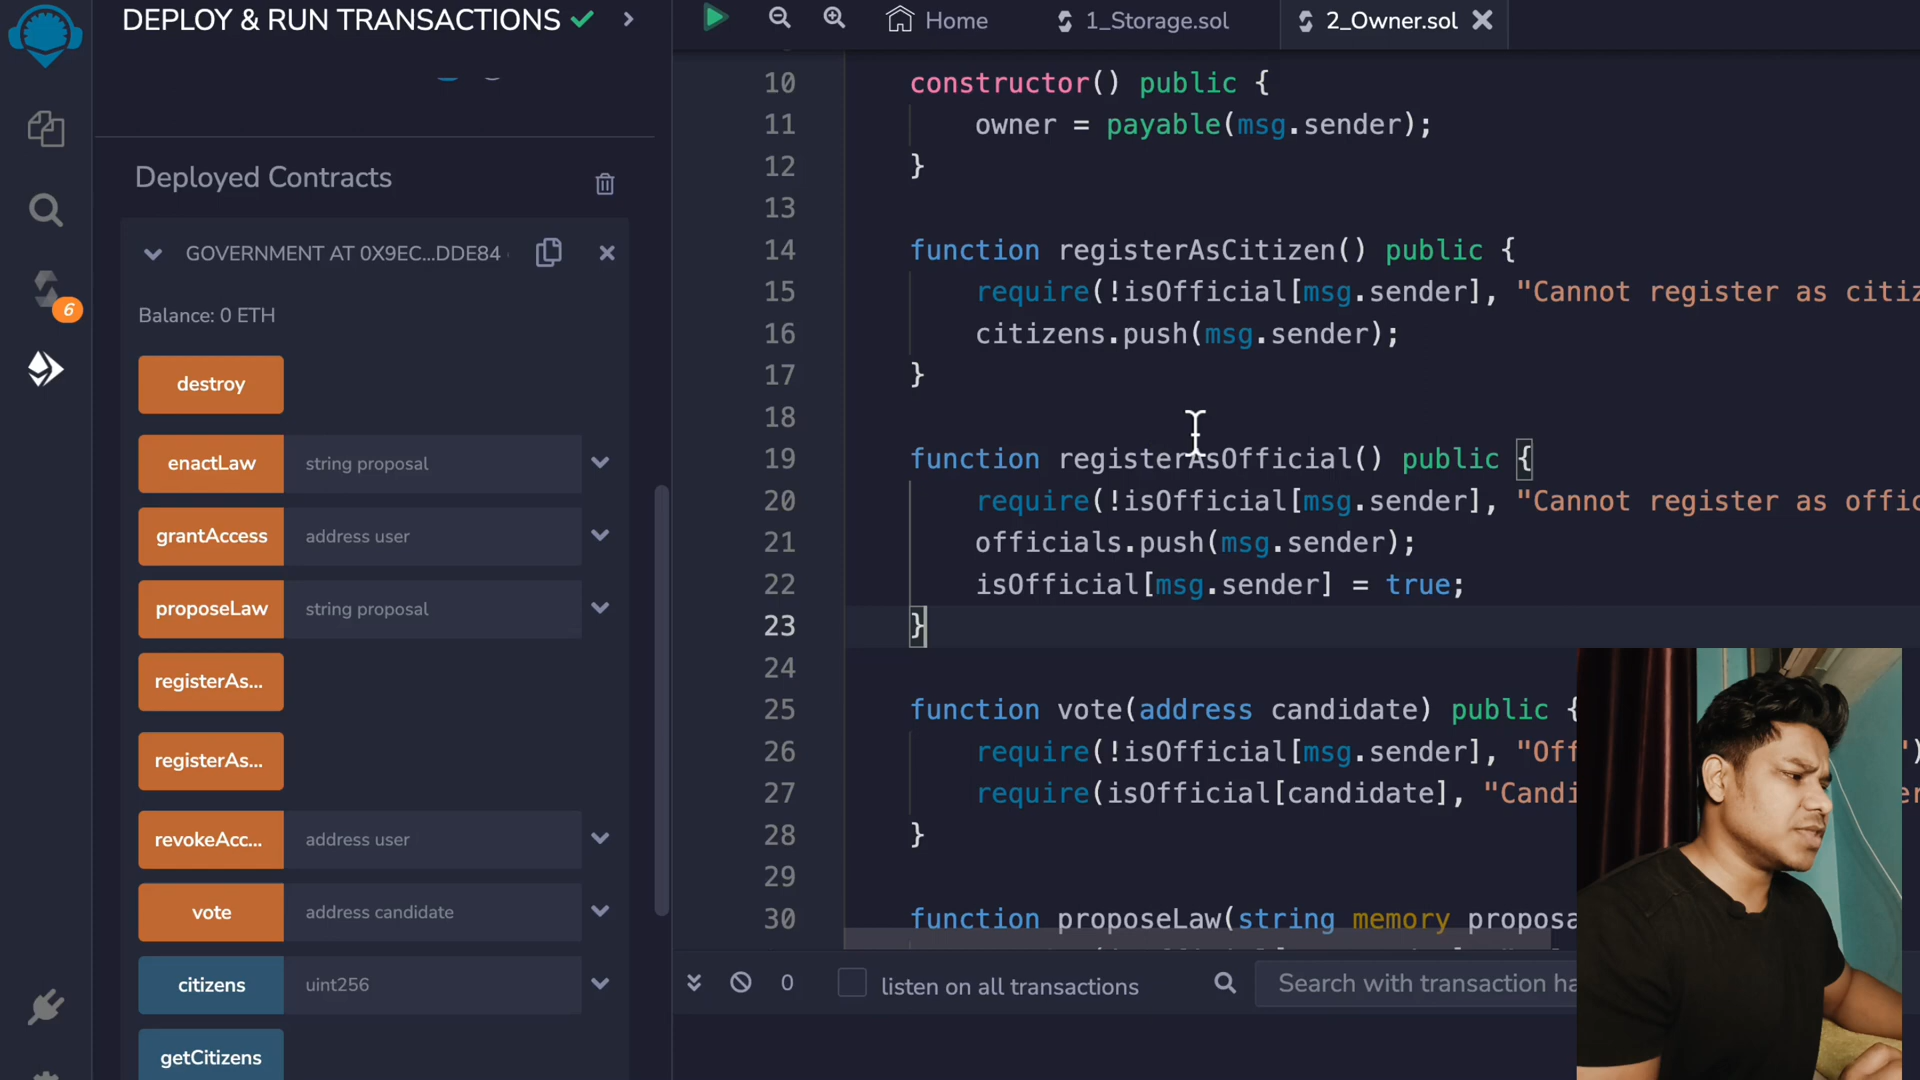 DEPLOY & RUN TRANSACTIONS
Deployed Contracts
GOVERNMENT AT 0X9EC...DDE84
Balance: 0 ETH
destroy
enactLaw string proposal
grantAccess address user
proposeLaw string proposal
registerAs...
registerAs...
revokeAcc... address user
vote address candidate
citizens uint256
getCitizens
6
Home 1_Storage.sol 2_Owner.sol
10 constructor() public {
11 owner = payable(msg.sender);
12 }
13
14 function registerAsCitizen() public {
15 require(!isOfficial[msg.sender], "Cannot register as citiz
16 citizens.push(msg.sender);
17 }
18
19 function registerAsOfficial() public {
20 require(!isOfficial[msg.sender], "Cannot register as offic
21 officials.push(msg.sender);
22 isOfficial[msg.sender] = true;
23 }
24
25 function vote(address candidate) public {
26 require(!isOfficial[msg.sender], "Off
27 require(isOfficial[candidate], "Candi
28 }
29
30 function proposeLaw(string memory proposa
0 listen on all transactions Search with transaction ha